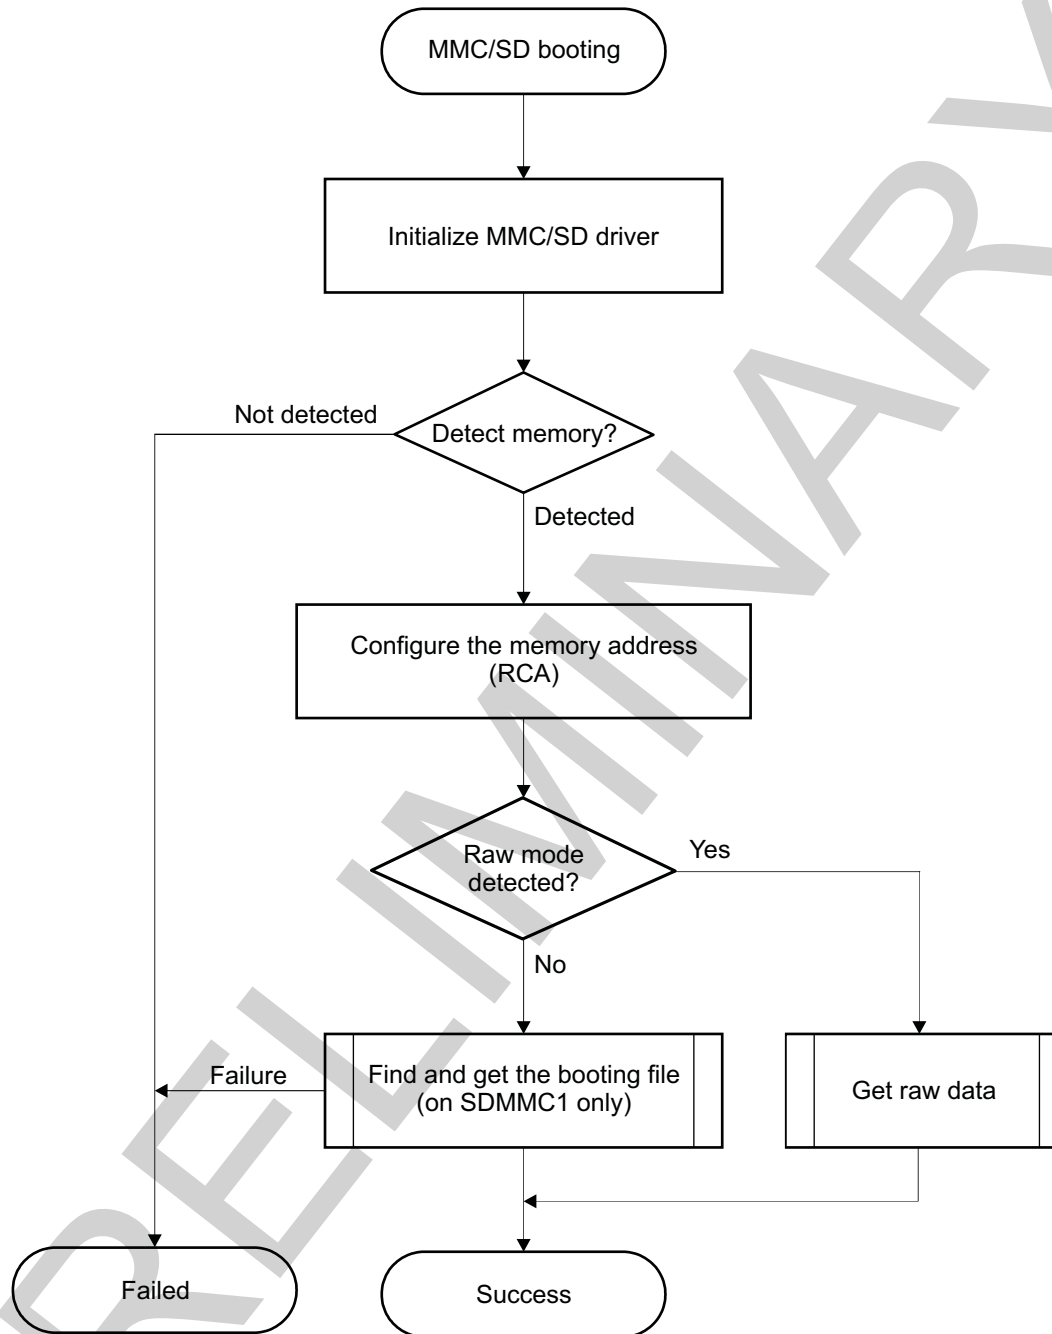 MMC/SD booting
Initialize MMC/SD driver
Not detected
Detect memory?
Detected
Configure the memory address
(RCA)
Raw mode
detected?
Yes
No
Failure
Find and get the booting file
(on SDMMC1 only)
Get raw data
Failed
Success
RELIMINARY